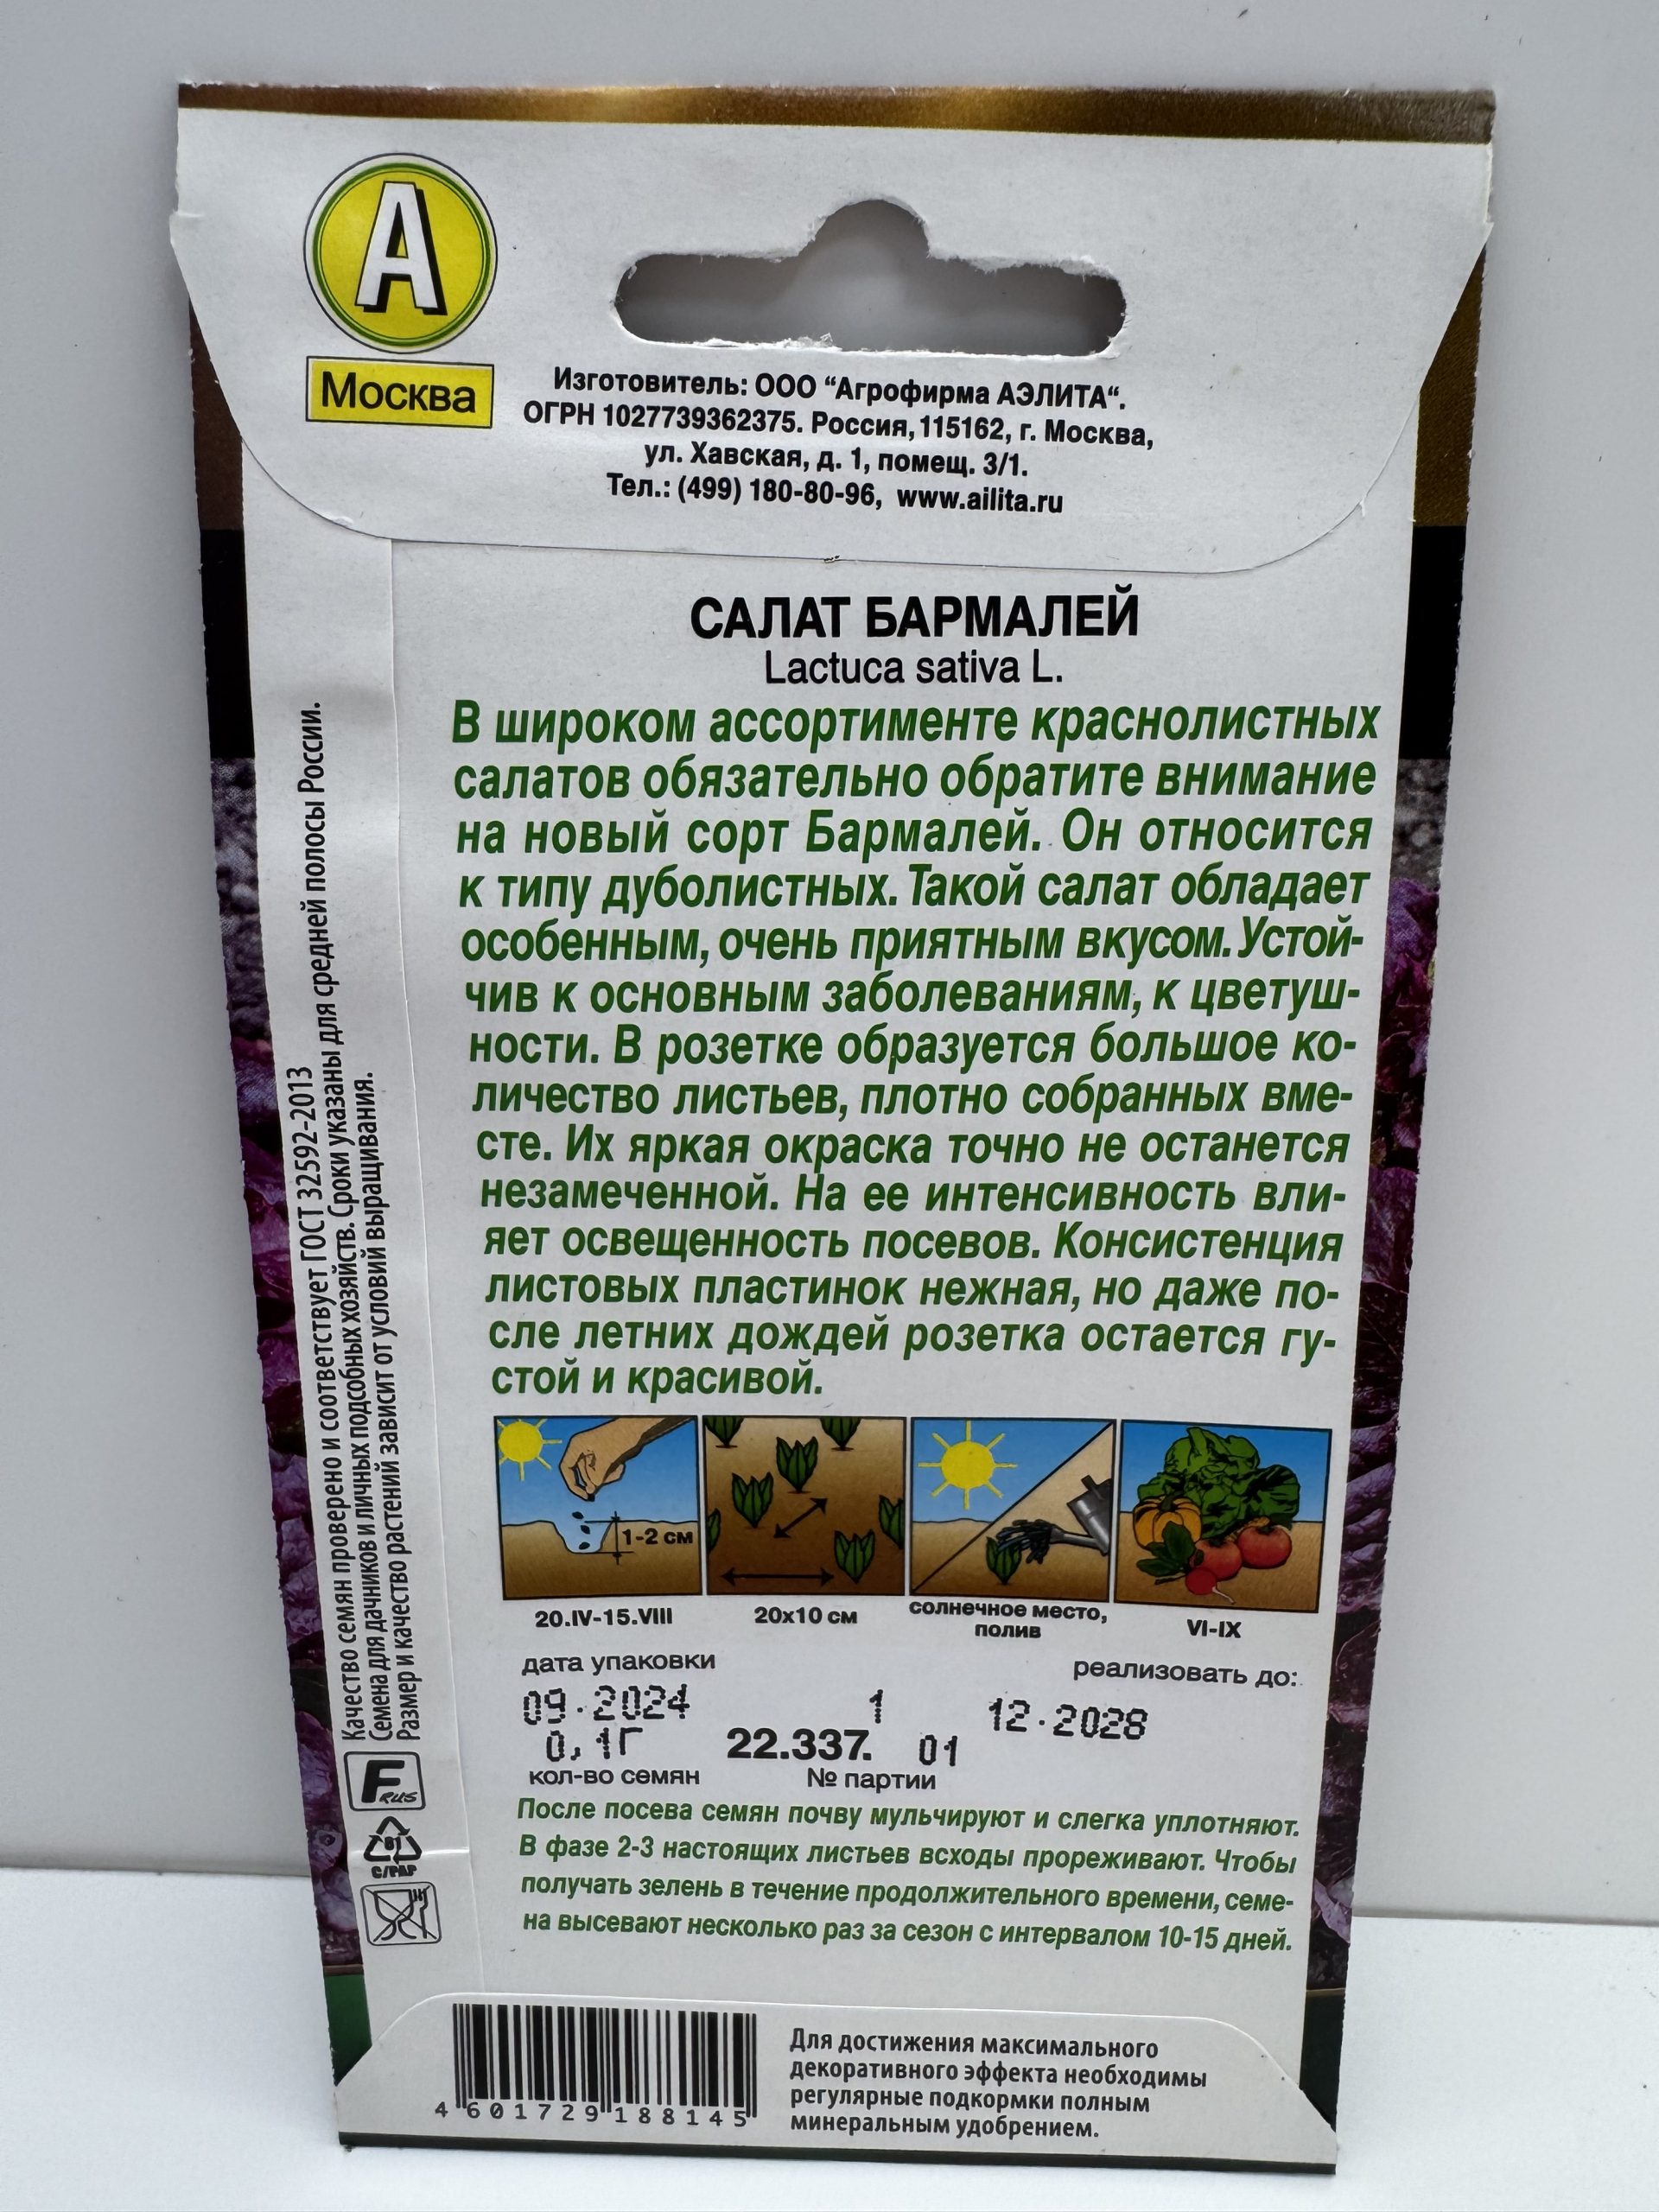 А
Москва
Изготовитель: ООО “Агрофирма АЭЛИТА“.
ОГРН 1027739362375. Россия, 115162, г. Москва,
ул. Хавская, д. 1, помещ. 3/1.
Тел.: (499) 180-80-96, www.ailita.ru
САЛАТ БАРМАЛЕЙ
Lactuca sativa L.
В широком ассортименте краснолистных
салатов обязательно обратите внимание
на новый сорт Бармалей. Он относится
к типу дуболистных. Такой салат обладает
особенным, очень приятным вкусом. Устой-
чив к основным заболеваниям, к цветуш-
ности. В розетке образуется большое ко-
личество листьев, плотно собранных вме-
сте. Их яркая окраска точно не останется
незамеченной. На ее интенсивность вли-
яет освещенность посевов. Консистенция
листовых пластинок нежная, но даже по-
сле летних дождей розетка остается гу-
стой и красивой.
1-2 см
20.IV-15.VIII
20х10 см
солнечное место,
полив
VI-IX
дата упаковки
реализовать до:
09.2024 1 12.2028
0,1Г 22.337. 01
кол-во семян № партии
После посева семян почву мульчируют и слегка уплотняют.
В фазе 2-3 настоящих листьев всходы прореживают. Чтобы
получать зелень в течение продолжительного времени, семе-
на высевают несколько раз за сезон с интервалом 10-15 дней.
Качество семян проверено и соответствует ГОСТ 32592-2013
Семена для дачников и личных подсобных хозяйств. Сроки указаны для средней полосы России.
Размер и качество растений зависит от условий выращивания.
F RUS
81
C/PAP
4 601729 188145
Для достижения максимального
декоративного эффекта необходимы
регулярные подкормки полным
минеральным удобрением.